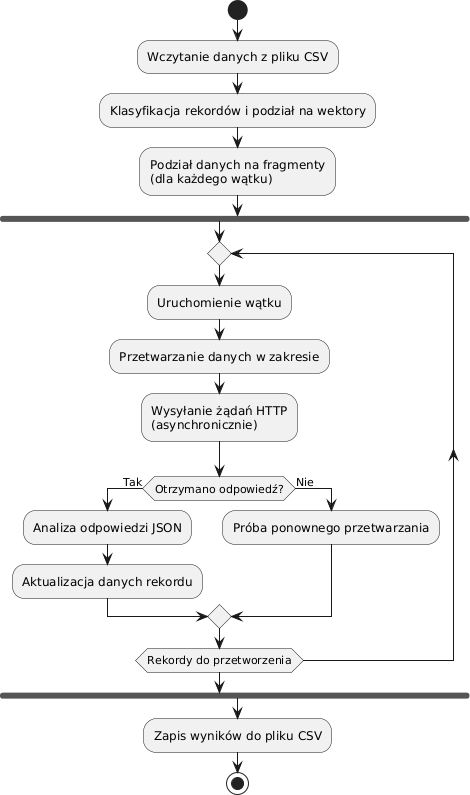 Wczytanie danych z pliku CSV
Klasyfikacja rekordów i podział na wektory
Podział danych na fragmenty
(dla każdego wątku)
Uruchomienie wątku
Przetwarzanie danych w zakresie
Wysyłanie żądań HTTP
(asynchronicznie)
Otrzymano odpowiedź?
Tak
Nie
Analiza odpowiedzi JSON
Próba ponownego przetwarzania
Aktualizacja danych rekordu
Rekordy do przetworzenia
Zapis wyników do pliku CSV